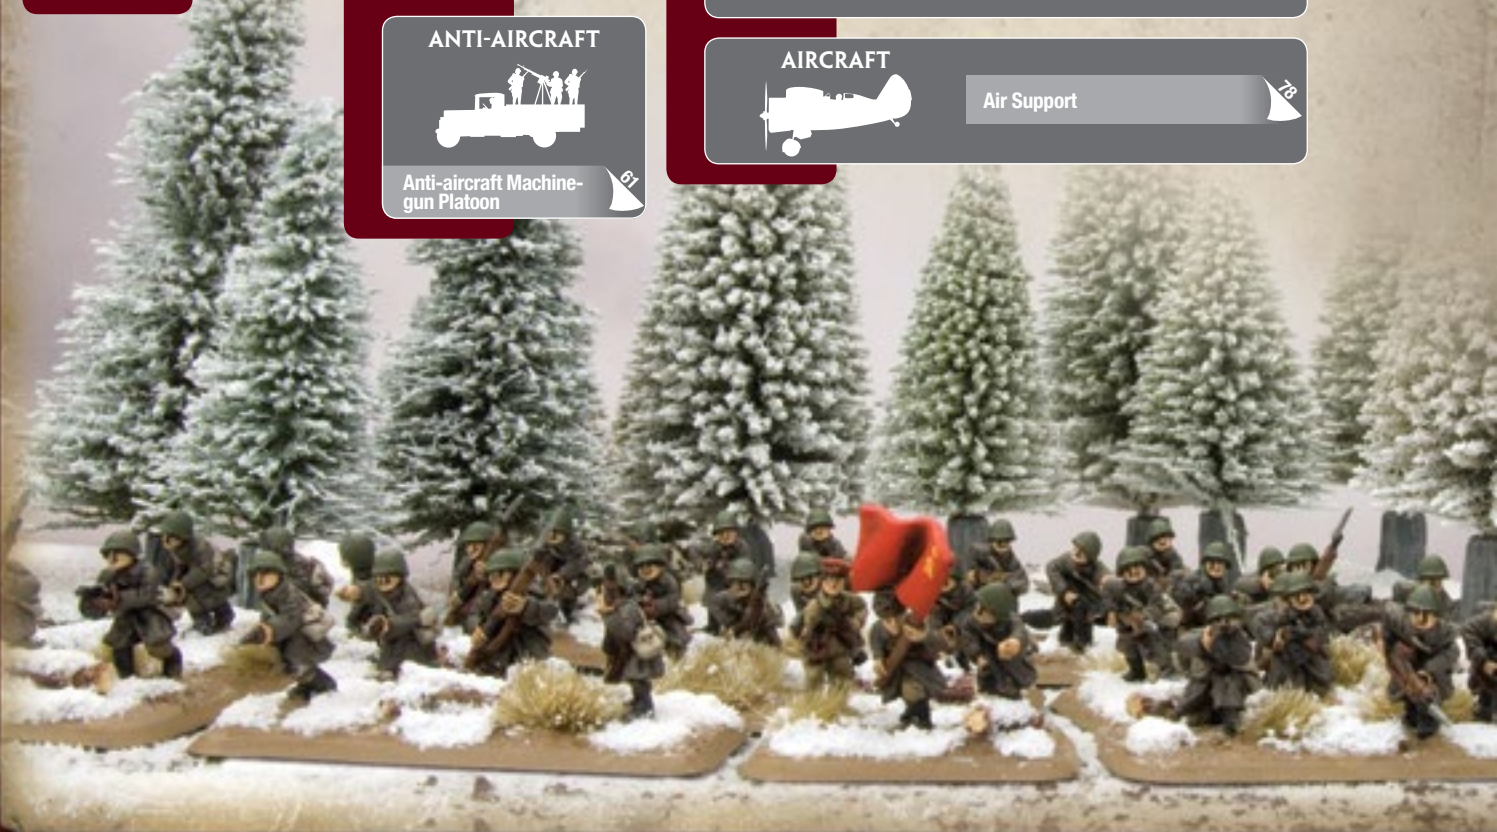 ANTI-AIRCRAFT
Anti-aircraft Machine-
gun Platoon
61
AIRCRAFT
Air Support
78